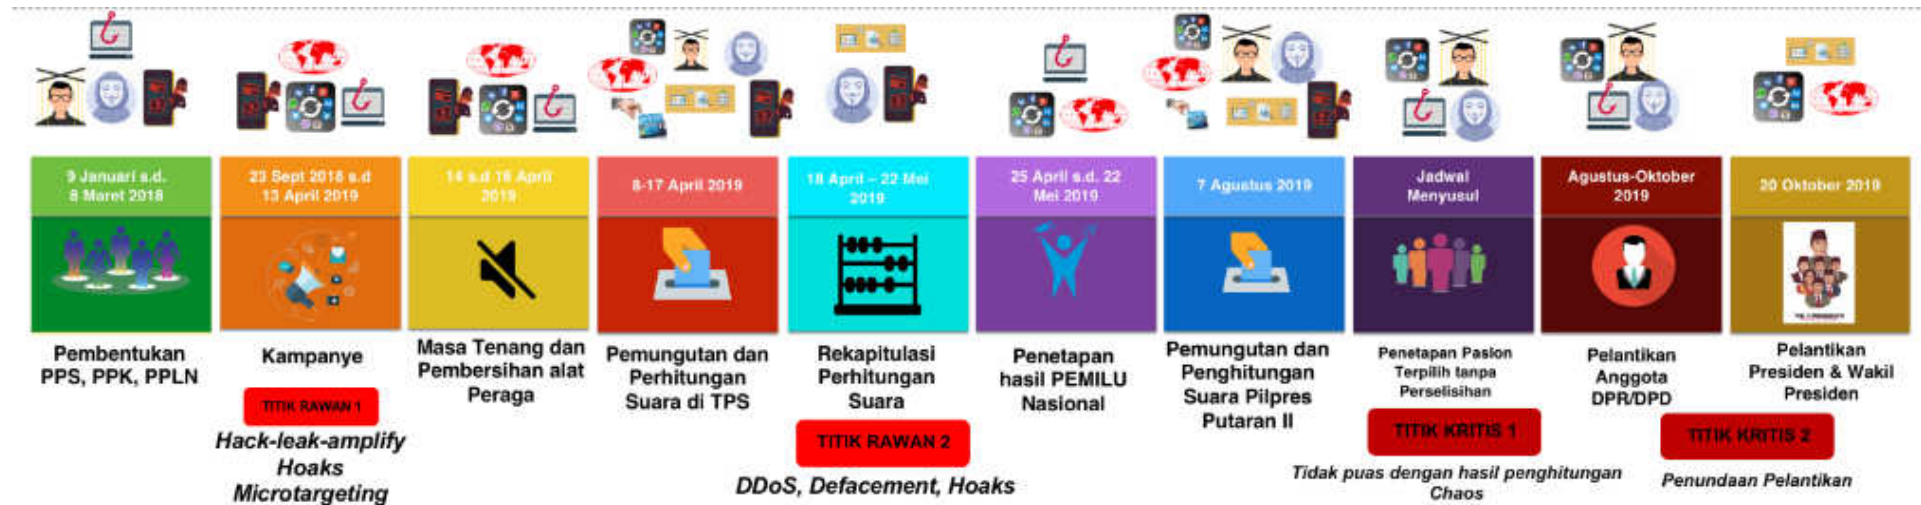 9 Januari s.d.
8 Maret 2018
Pembentukan
PPS, PPK, PPLN
23 Sept 2018 s.d
13 April 2019
Kampanye
TITIK RAWAN 1
Hack-leak-amplify
Hoaks
Microtargeting
14 s.d 16 April
2019
Masa Tenang dan
Pembersihan alat
Peraga
8-17 April 2019
Pemungutan dan
Perhitungan
Suara di TPS
18 April – 22 Mei
2019
Rekapitulasi
Perhitungan
Suara
TITIK RAWAN 2
DDoS, Defacement, Hoaks
25 April s.d. 22
Mei 2019
Penetapan
hasil PEMILU
Nasional
7 Agustus 2019
Pemungutan dan
Penghitungan
Suara Pilpres
Putaran II
Jadwal
Menyusul
Penetapan Paslon
Terpilih tanpa
Perselisihan
TITIK KRITIS 1
Tidak puas dengan hasil penghitungan
Chaos
Agustus-Oktober
2019
Pelantikan
Anggota
DPR/DPD
20 Oktober 2019
Pelantikan
Presiden & Wakil
Presiden
TITIK KRITIS 2
Penundaan Pelantikan